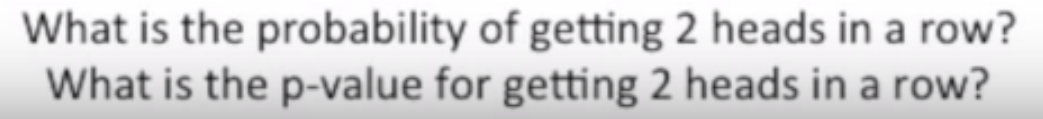 What is the probability of getting 2 heads in a row?
What is the p-value for getting 2 heads in a row?